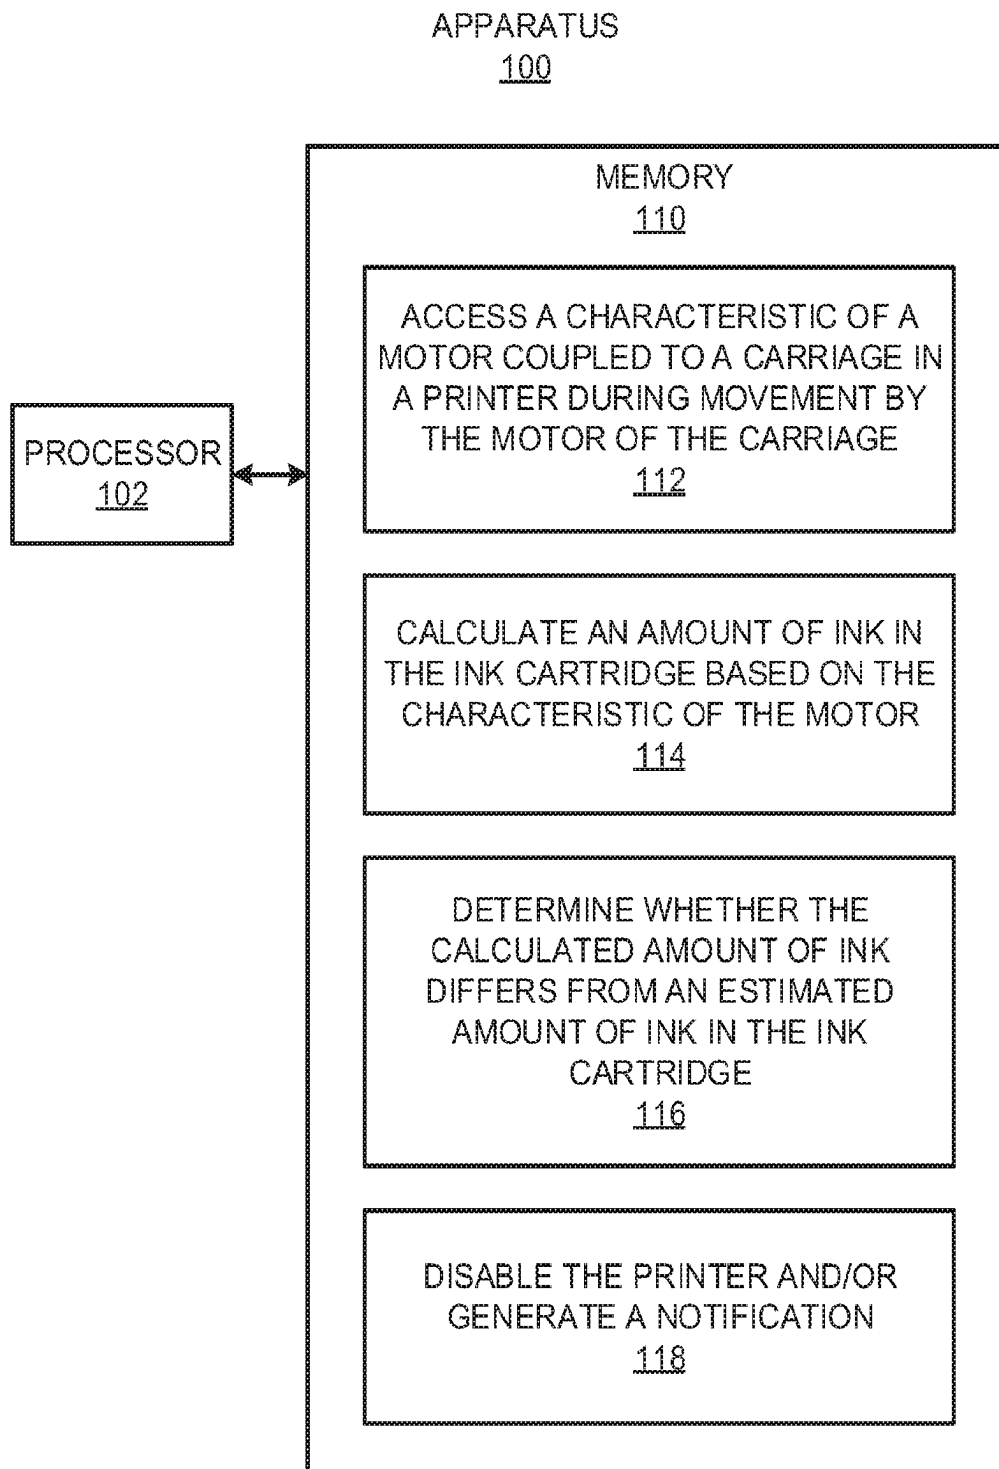 APPARATUS
100
MEMORY
110
ACCESS A CHARACTERISTIC OF A
MOTOR COUPLED TO A CARRIAGE IN
A PRINTER DURING MOVEMENT BY
THE MOTOR OF THE CARRIAGE
112
PROCESSOR
102
CALCULATE AN AMOUNT OF INK IN
THE INK CARTRIDGE BASED ON THE
CHARACTERISTIC OF THE MOTOR
114
DETERMINE WHETHER THE
CALCULATED AMOUNT OF INK
DIFFERS FROM AN ESTIMATED
AMOUNT OF INK IN THE INK
CARTRIDGE
116
DISABLE THE PRINTER AND/OR
GENERATE A NOTIFICATION
118